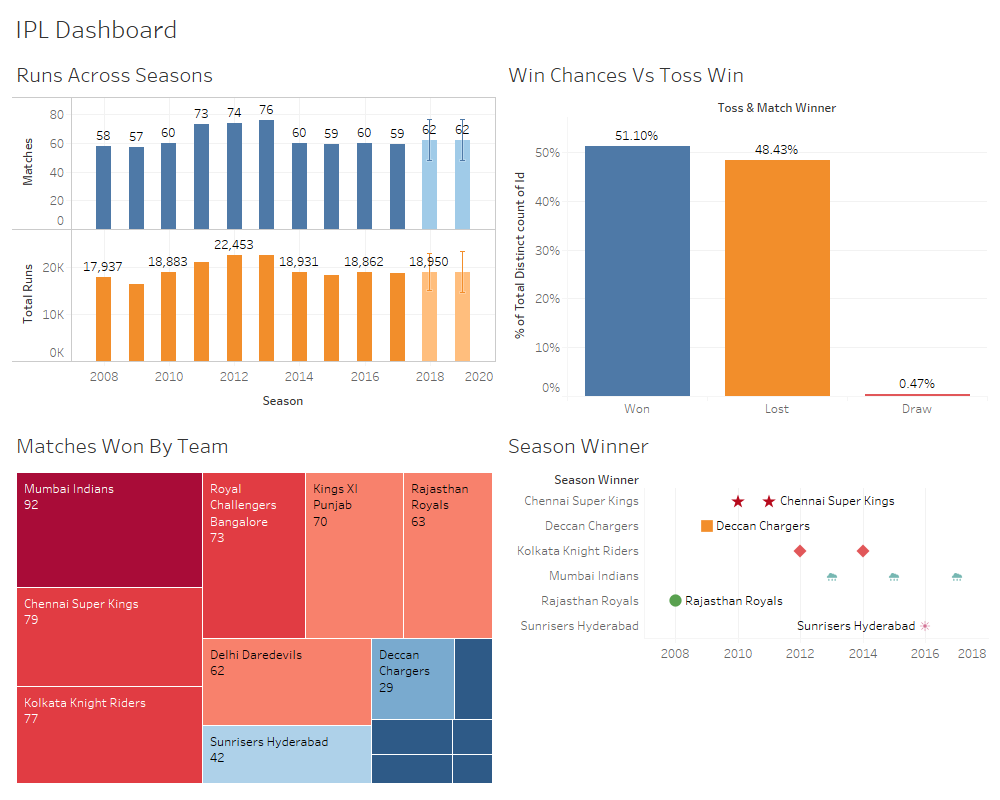 IPL Dashboard
Runs Across Seasons
80
60
40
20
0
Matches
58
57
60
73
74
76
60
59
60
59
62
62
20K
10K
0K
Total Runs
17,937
18,883
22,453
18,931
18,862
18,950
2008
2010
2012
2014
2016
2018
2020
Season
Win Chances Vs Toss Win
Toss & Match Winner
50%
40%
30%
20%
10%
0%
% of Total Distinct count of Id
51.10%
48.43%
0.47%
Won
Lost
Draw
Matches Won By Team
Mumbai Indians
92
Chennai Super Kings
79
Kolkata Knight Riders
77
Royal
Challengers
Bangalore
73
Kings XI
Punjab
70
Rajasthan
Royals
63
Delhi Daredevils
62
Sunrisers Hyderabad
42
Deccan
Chargers
29
Season Winner
Season Winner
Chennai Super Kings
Chennai Super Kings
Deccan Chargers
Deccan Chargers
Kolkata Knight Riders
Mumbai Indians
Rajasthan Royals
Rajasthan Royals
Sunrisers Hyderabad
Sunrisers Hyderabad
2008
2010
2012
2014
2016
2018